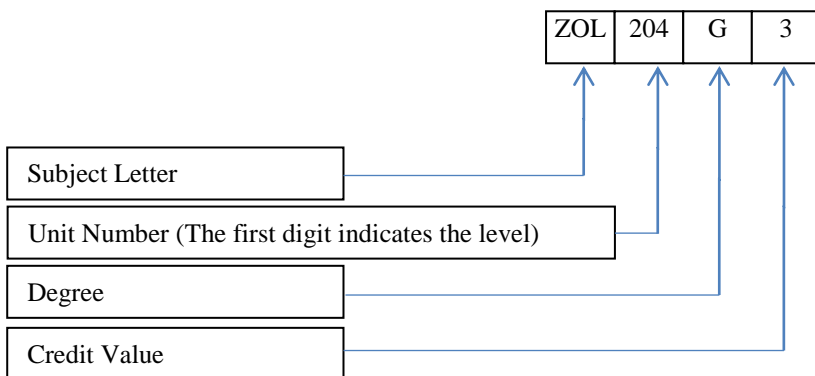 ZOL 204 G 3
Subject Letter
Unit Number (The first digit indicates the level)
Degree
Credit Value